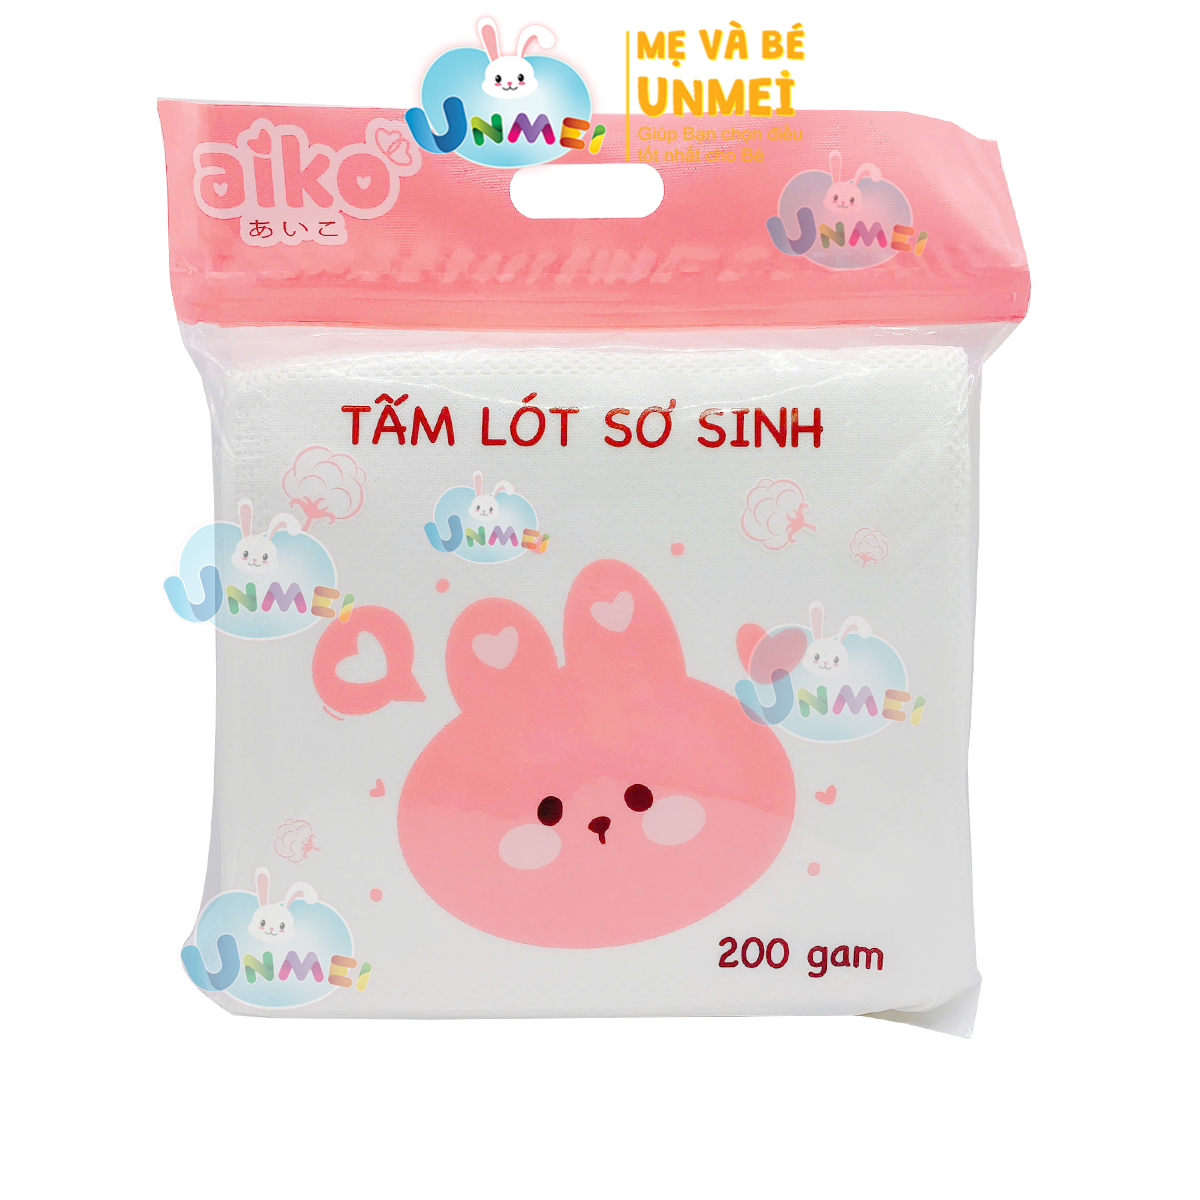 UNMEI
MẸ VÀ BÉ
UNMEI
Giúp Bạn chọn điều
tốt nhất cho Bé
aiko
あいこ
UNMEI
TẤM LÓT SƠ SINH
UNMEI
UNMEI
UNMEI
200 gam
UNMEI